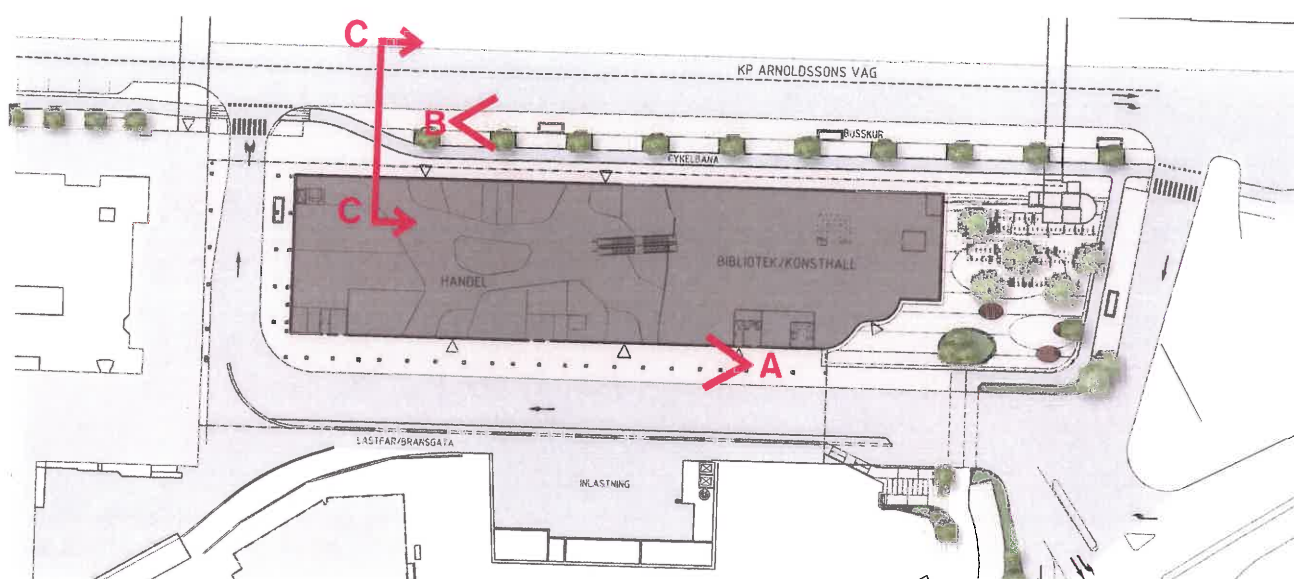 C
KP ARNOLDSSONS VÄG
B
BUSSKUR
CYKELBANA
C
BIBLIOTEK/KONSTHALL
HANDEL
A
LASTFAR/BRANSGATA
INLASTNING